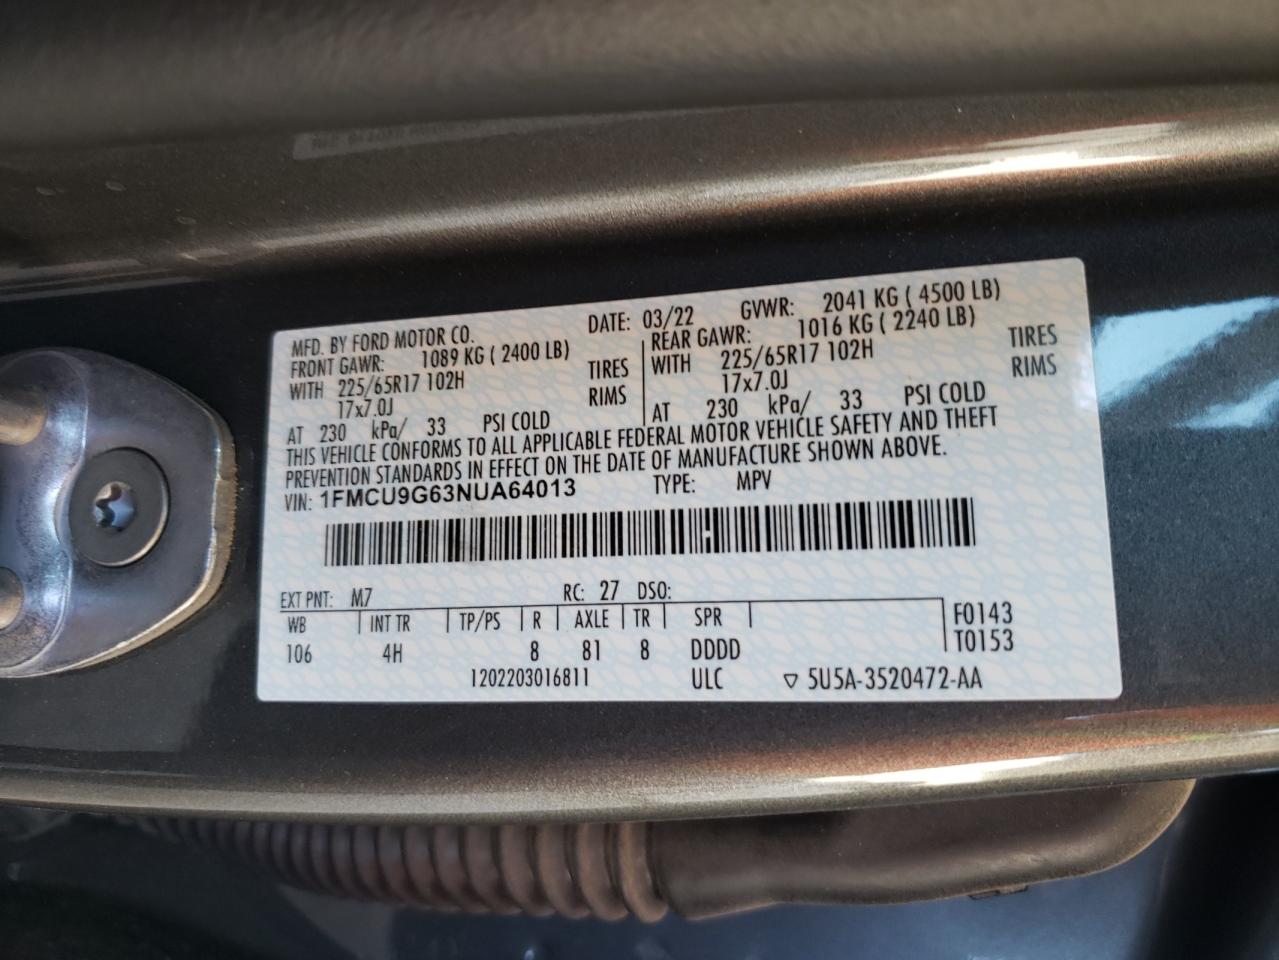 MFD. BY FORD MOTOR CO. DATE: 03/22 GVWR: 2041 KG ( 4500 LB)
FRONT GAWR: 1089 KG ( 2400 LB) REAR GAWR: 1016 KG ( 2240 LB)
WITH 225/65R17 102H TIRES WITH 225/65R17 102H TIRES
17x7.0J RIMS 17x7.0J RIMS
AT 230 kPa/ 33 PSI COLD AT 230 kPa/ 33 PSI COLD
THIS VEHICLE CONFORMS TO ALL APPLICABLE FEDERAL MOTOR VEHICLE SAFETY AND THEFT
PREVENTION STANDARDS IN EFFECT ON THE DATE OF MANUFACTURE SHOWN ABOVE.
VIN: 1FMCU9G63NUA64013 TYPE: MPV
EXT PNT: M7 RC: 27 DSO:
WB INT TR TP/PS R AXLE TR SPR F0143
106 4H 8 81 8 DDDD T0153
1202203016811 ULC ▽ 5U5A-3520472-AA